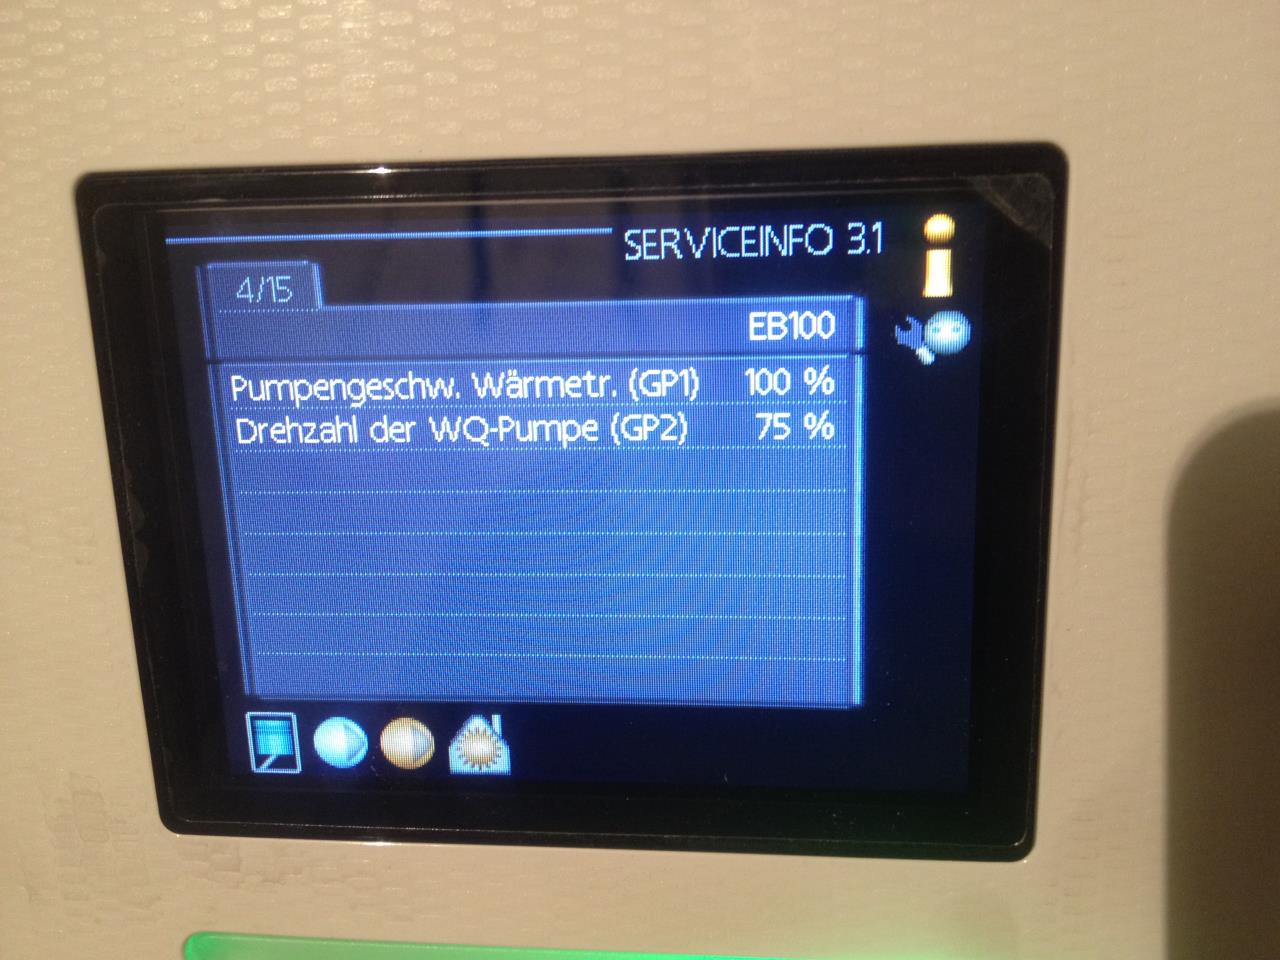 SERVICEINFO 3.1
4/15
EB100
Pumpengeschw. Wärmetr. (GP1) 100 %
Drehzahl der WQ-Pumpe (GP2) 75 %